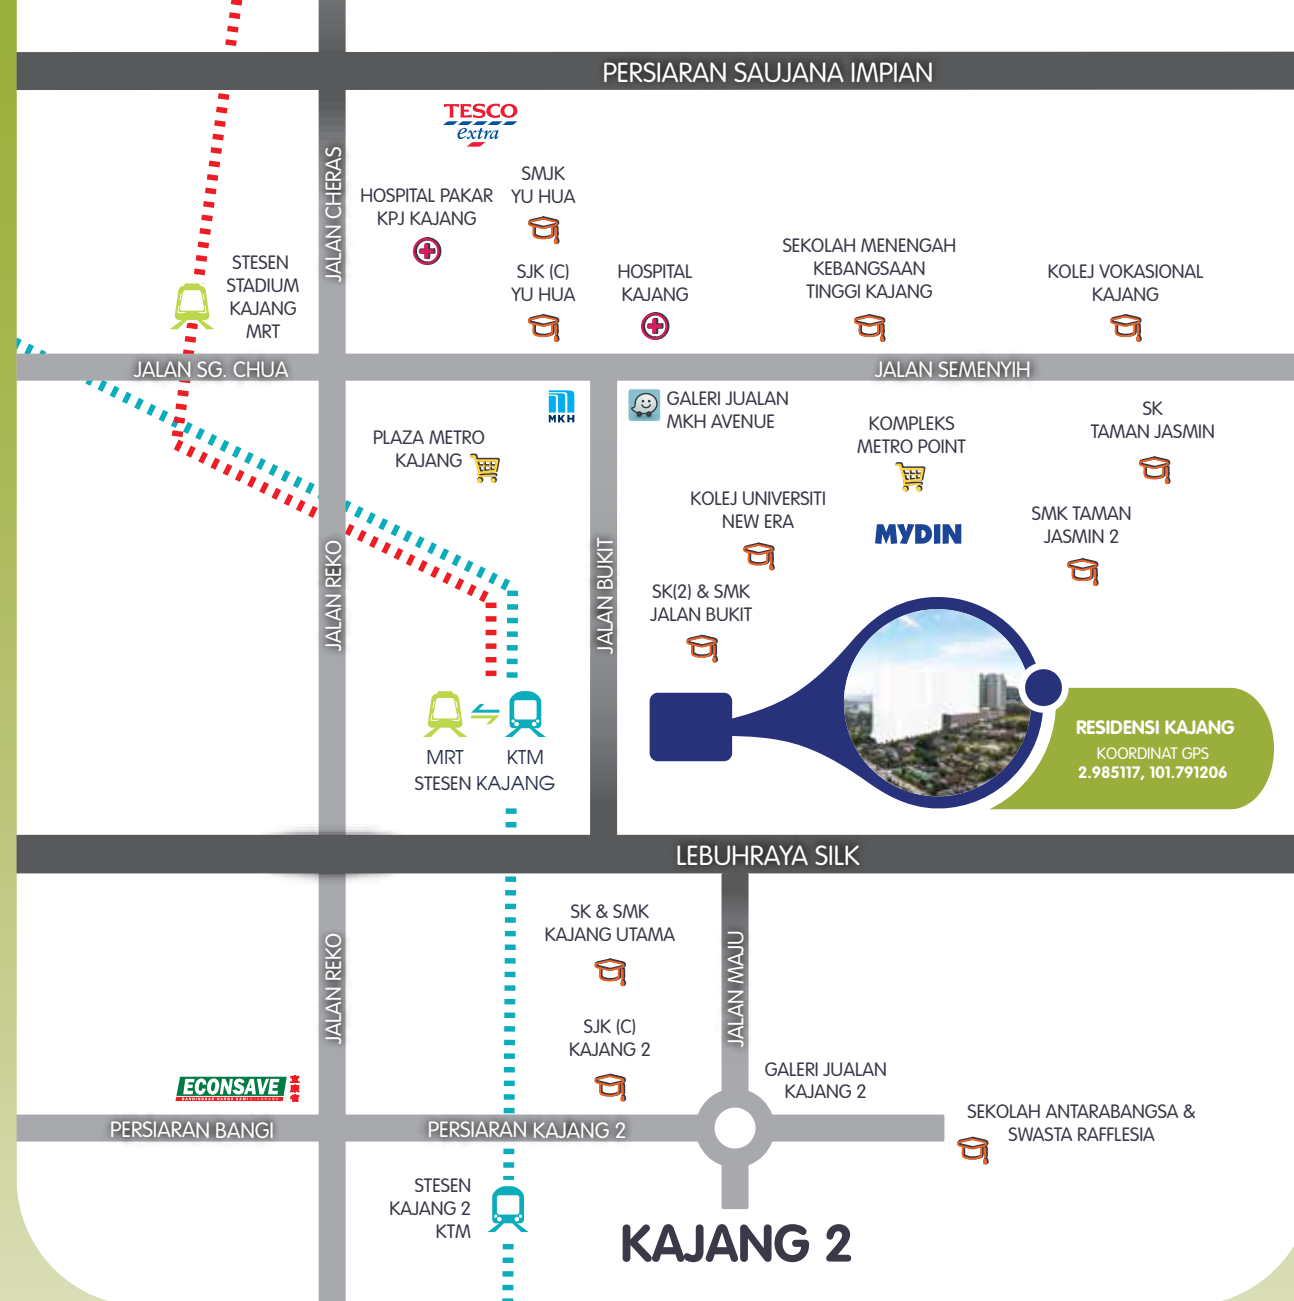 PERSIARAN SAUJANA IMPIAN
TESCO
extra
JALAN CHERAS
HOSPITAL PAKAR
KPJ KAJANG
SMJK
YU HUA
STESEN
STADIUM
KAJANG
MRT
SJK (C)
YU HUA
HOSPITAL
KAJANG
SEKOLAH MENENGAH
KEBANGSAAN
TINGGI KAJANG
KOLEJ VOKASIONAL
KAJANG
JALAN SG. CHUA
JALAN SEMENYIH
MKH
GALERI JUALAN
MKH AVENUE
PLAZA METRO
KAJANG
KOMPLEKS
METRO POINT
SK
TAMAN JASMIN
KOLEJ UNIVERSITI
NEW ERA
MYDIN
SMK TAMAN
JASMIN 2
JALAN REKO
JALAN BUKIT
SK(2) & SMK
JALAN BUKIT
MRT
KTM
STESEN KAJANG
RESIDENSI KAJANG
KOORDINAT GPS
2.985117, 101.791206
LEBUHRAYA SILK
SK & SMK
KAJANG UTAMA
JALAN REKO
JALAN MAJU
SJK (C)
KAJANG 2
ECONSAVE
GALERI JUALAN
KAJANG 2
PERSIARAN BANGI
PERSIARAN KAJANG 2
SEKOLAH ANTARABANGSA &
SWASTA RAFFLESIA
STESEN
KAJANG 2
KTM
KAJANG 2